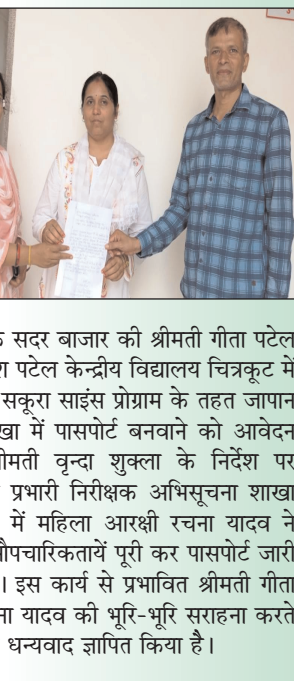 सदर बाजार की श्रीमती गीता पटेल
पटेल केन्द्रीय विद्यालय चित्रकूट में
सकूरा साइंस प्रोग्राम के तहत जापान
में पासपोर्ट बनवाने को आवेदन
वृन्दा शुक्ला के निर्देश पर
प्रभारी निरीक्षक अभिसूचना शाखा
में महिला आरक्षी रचना यादव ने
औपचारिकतायें पूरी कर पासपोर्ट जारी
। इस कार्य से प्रभावित श्रीमती गीता
यादव की भूरि-भूरि सराहना करते
धन्यवाद ज्ञापित किया है।